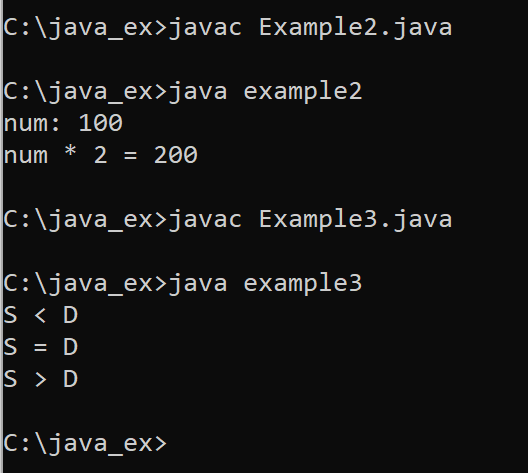 C:\java_ex>javac Example2.java
C:\java_ex>java example2
num: 100
num * 2 = 200
C:\java_ex>javac Example3.java
C:\java_ex>java example3
S < D
S = D
S > D
C:\java_ex>